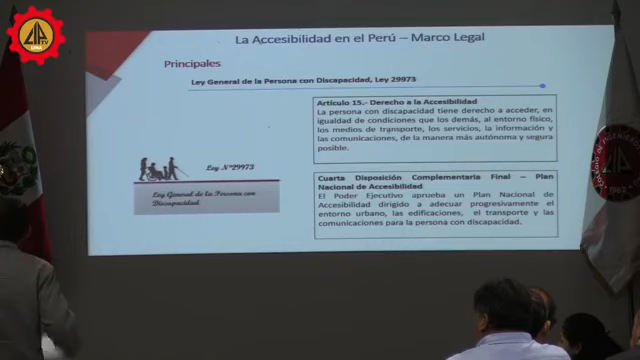 La Accesibilidad en el Perú – Marco Legal
Principales
Ley General de la Persona con Discapacidad, Ley 29973
Artículo 15.- Derecho a la Accesibilidad
La persona con discapacidad tiene derecho a acceder, en
igualdad de condiciones que los demás, al entorno físico,
los medios de transporte, los servicios, la información y
las comunicaciones, de la manera más autónoma y segura
posible.
Ley N°29973
Ley General de la Persona con
Discapacidad
Cuarta Disposición Complementaria Final – Plan
Nacional de Accesibilidad
El Poder Ejecutivo aprueba un Plan Nacional de
Accesibilidad dirigido a adecuar progresivamente el
entorno urbano, las edificaciones, el transporte y las
comunicaciones para la persona con discapacidad.
1962